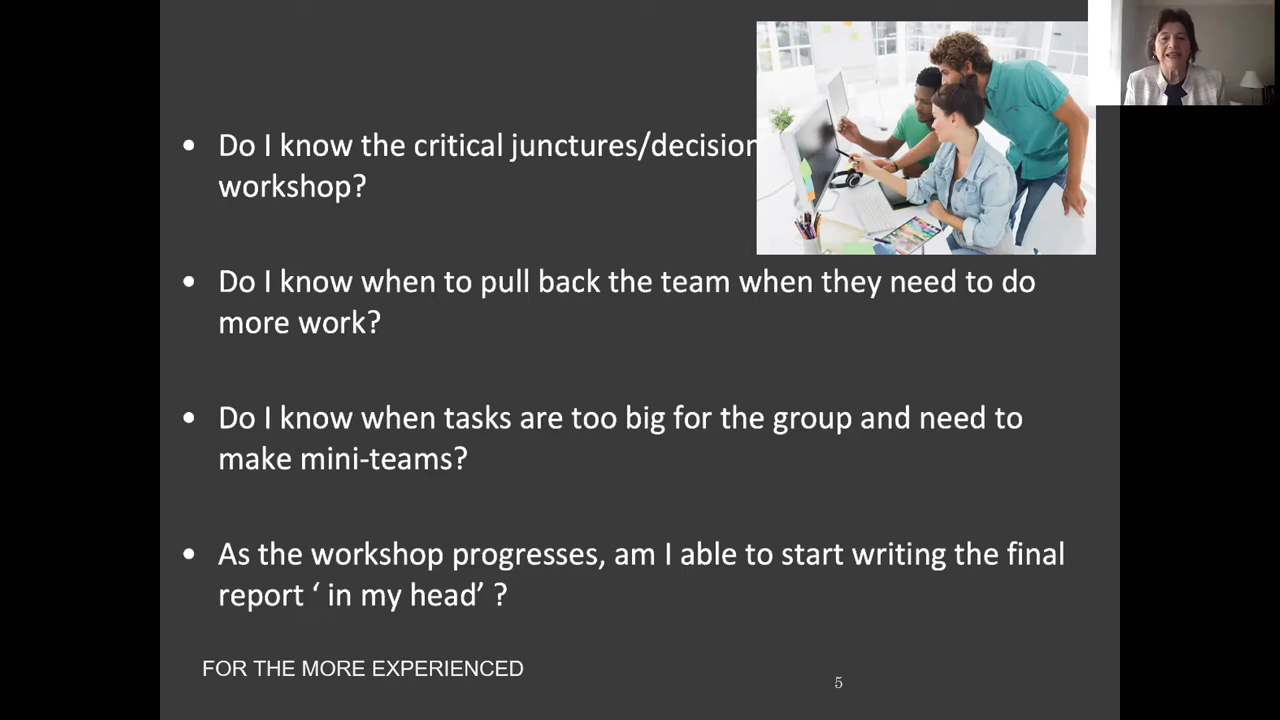 • Do I know the critical junctures/decision
workshop?
• Do I know when to pull back the team when they need to do
more work?
• Do I know when tasks are too big for the group and need to
make mini-teams?
• As the workshop progresses, am I able to start writing the final
report ‘ in my head’ ?
FOR THE MORE EXPERIENCED
5